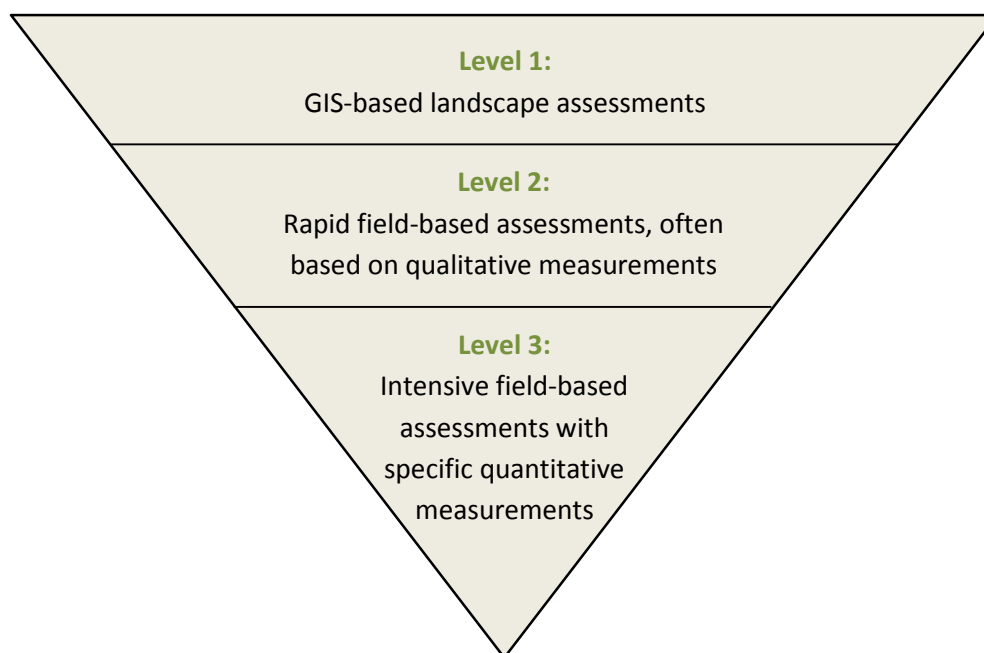 Level 1:
GIS-based landscape assessments
Level 2:
Rapid field-based assessments, often
based on qualitative measurements
Level 3:
Intensive field-based
assessments with
specific quantitative
measurements